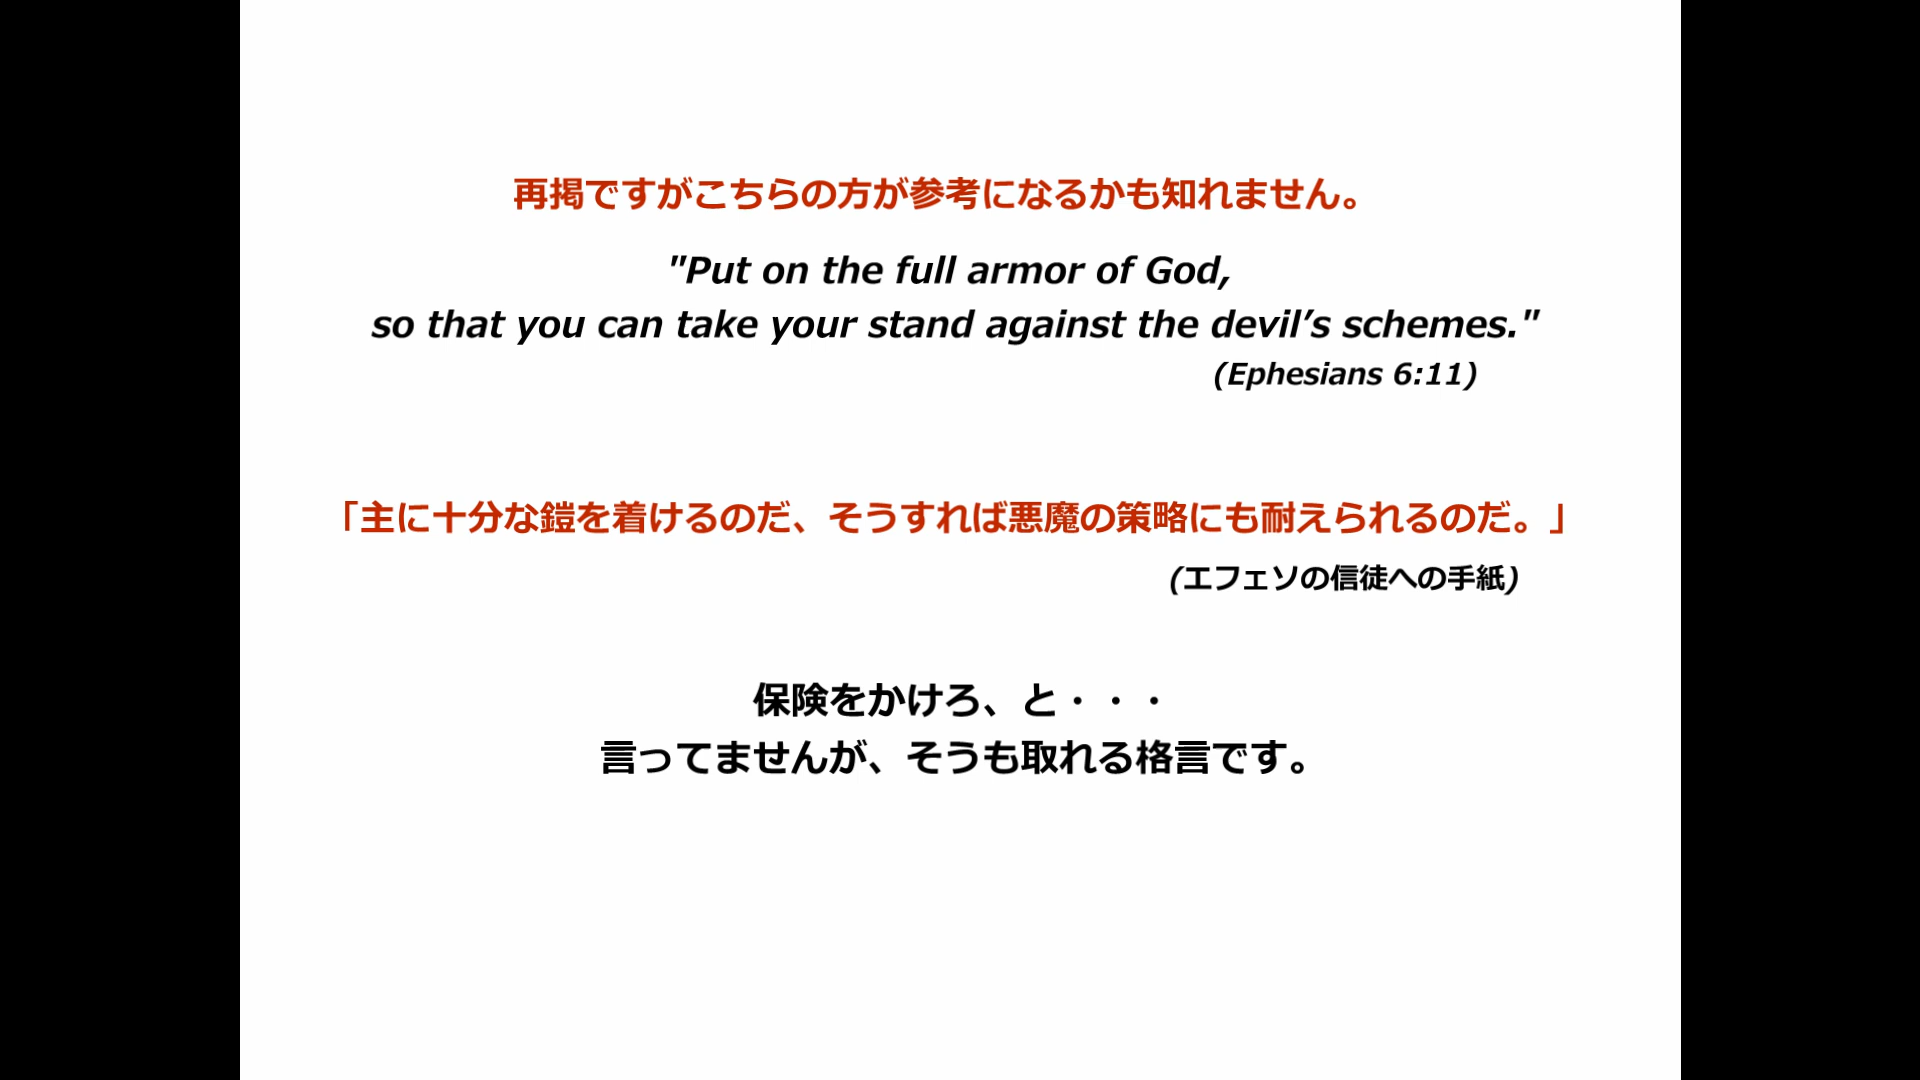 再掲ですがこちらの方が参考になるかも知れません。
"Put on the full armor of God,
so that you can take your stand against the devil’s schemes."
(Ephesians 6:11)
「主に十分な鎧を着けるのだ、そうすれば悪魔の策略にも耐えられるのだ。」
(エフェソの信徒への手紙)
保険をかけろ、と・・・
言ってませんが、そうも取れる格言です。